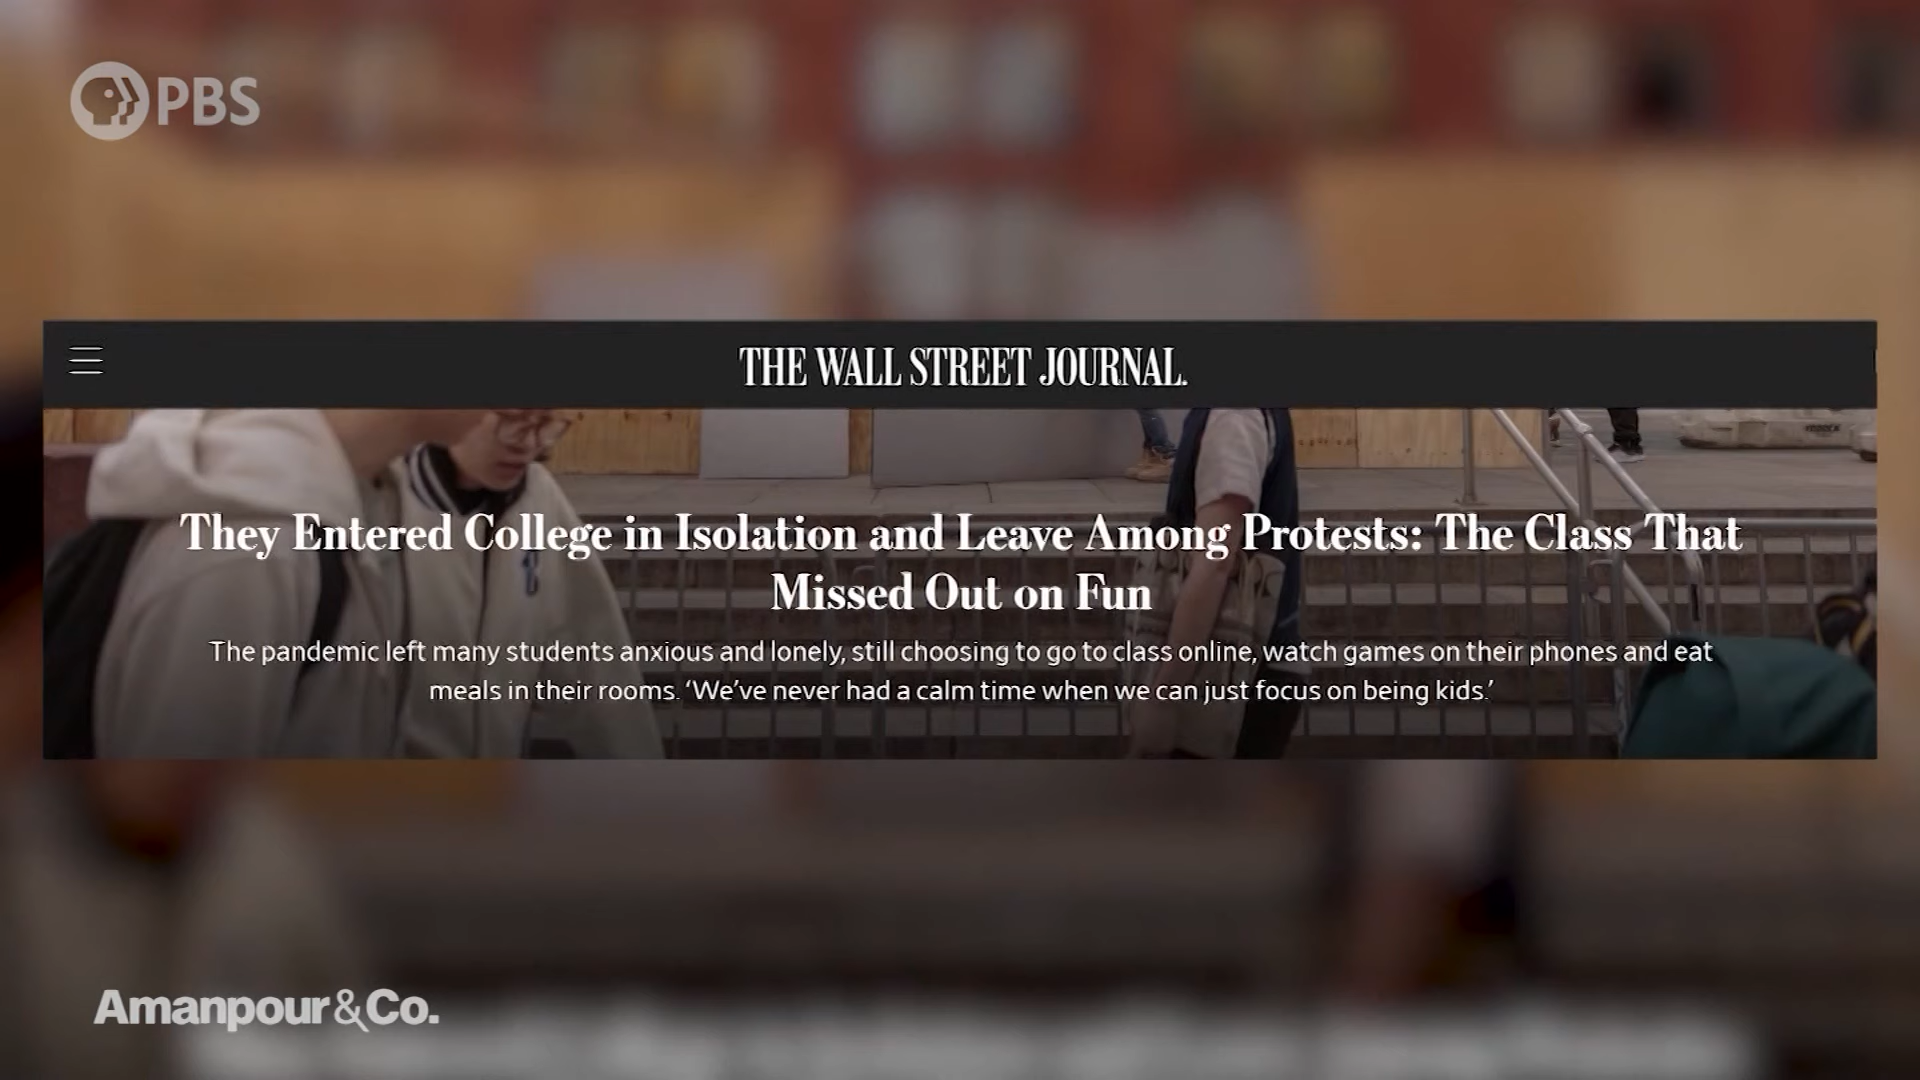 PBS
THE WALL STREET JOURNAL.
They Entered College in Isolation and Leave Among Protests: The Class That
Missed Out on Fun
The pandemic left many students anxious and lonely, still choosing to go to class online, watch games on their phones and eat
meals in their rooms. ‘We’ve never had a calm time when we can just focus on being kids.’
Amanpour&Co.